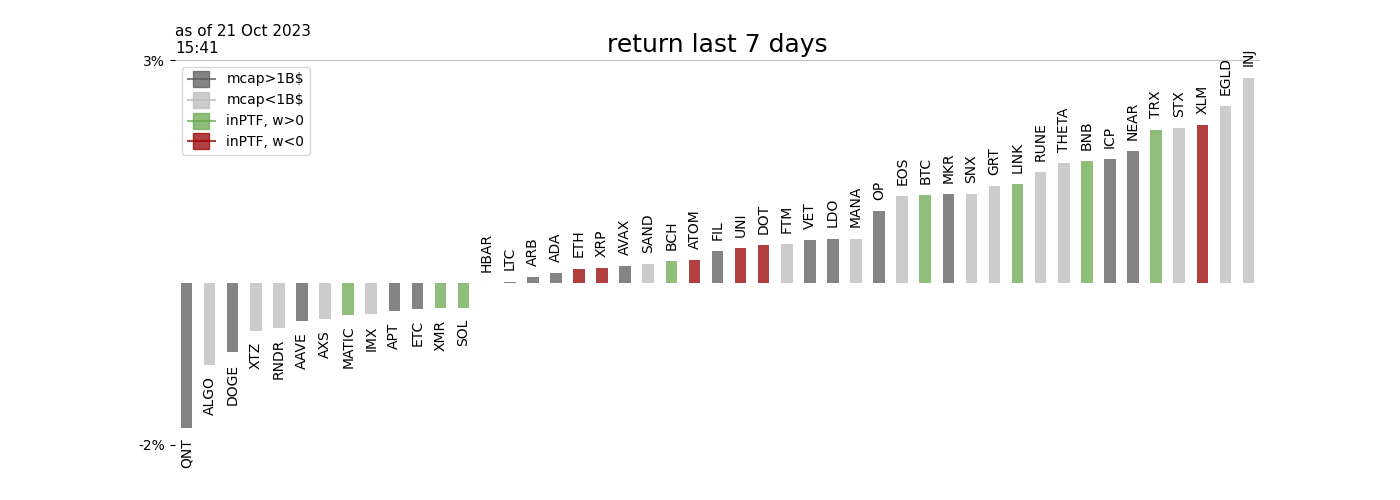 as of 21 Oct 2023
15:41
return last 7 days
3%
mcap>1B$
mcap<1B$
inPTF, w>0
inPTF, w<0
-2%
QNT
ALGO
DOGE
XTZ
RNDR
AAVE
AXS
MATIC
IMX
APT
ETC
XMR
SOL
HBAR
LTC
ARB
ADA
ETH
XRP
AVAX
SAND
BCH
ATOM
FIL
UNI
DOT
FTM
VET
LDO
MANA
OP
EOS
BTC
MKR
SNX
GRT
LINK
RUNE
THETA
BNB
ICP
NEAR
TRX
STX
XLM
EGLD
INJ